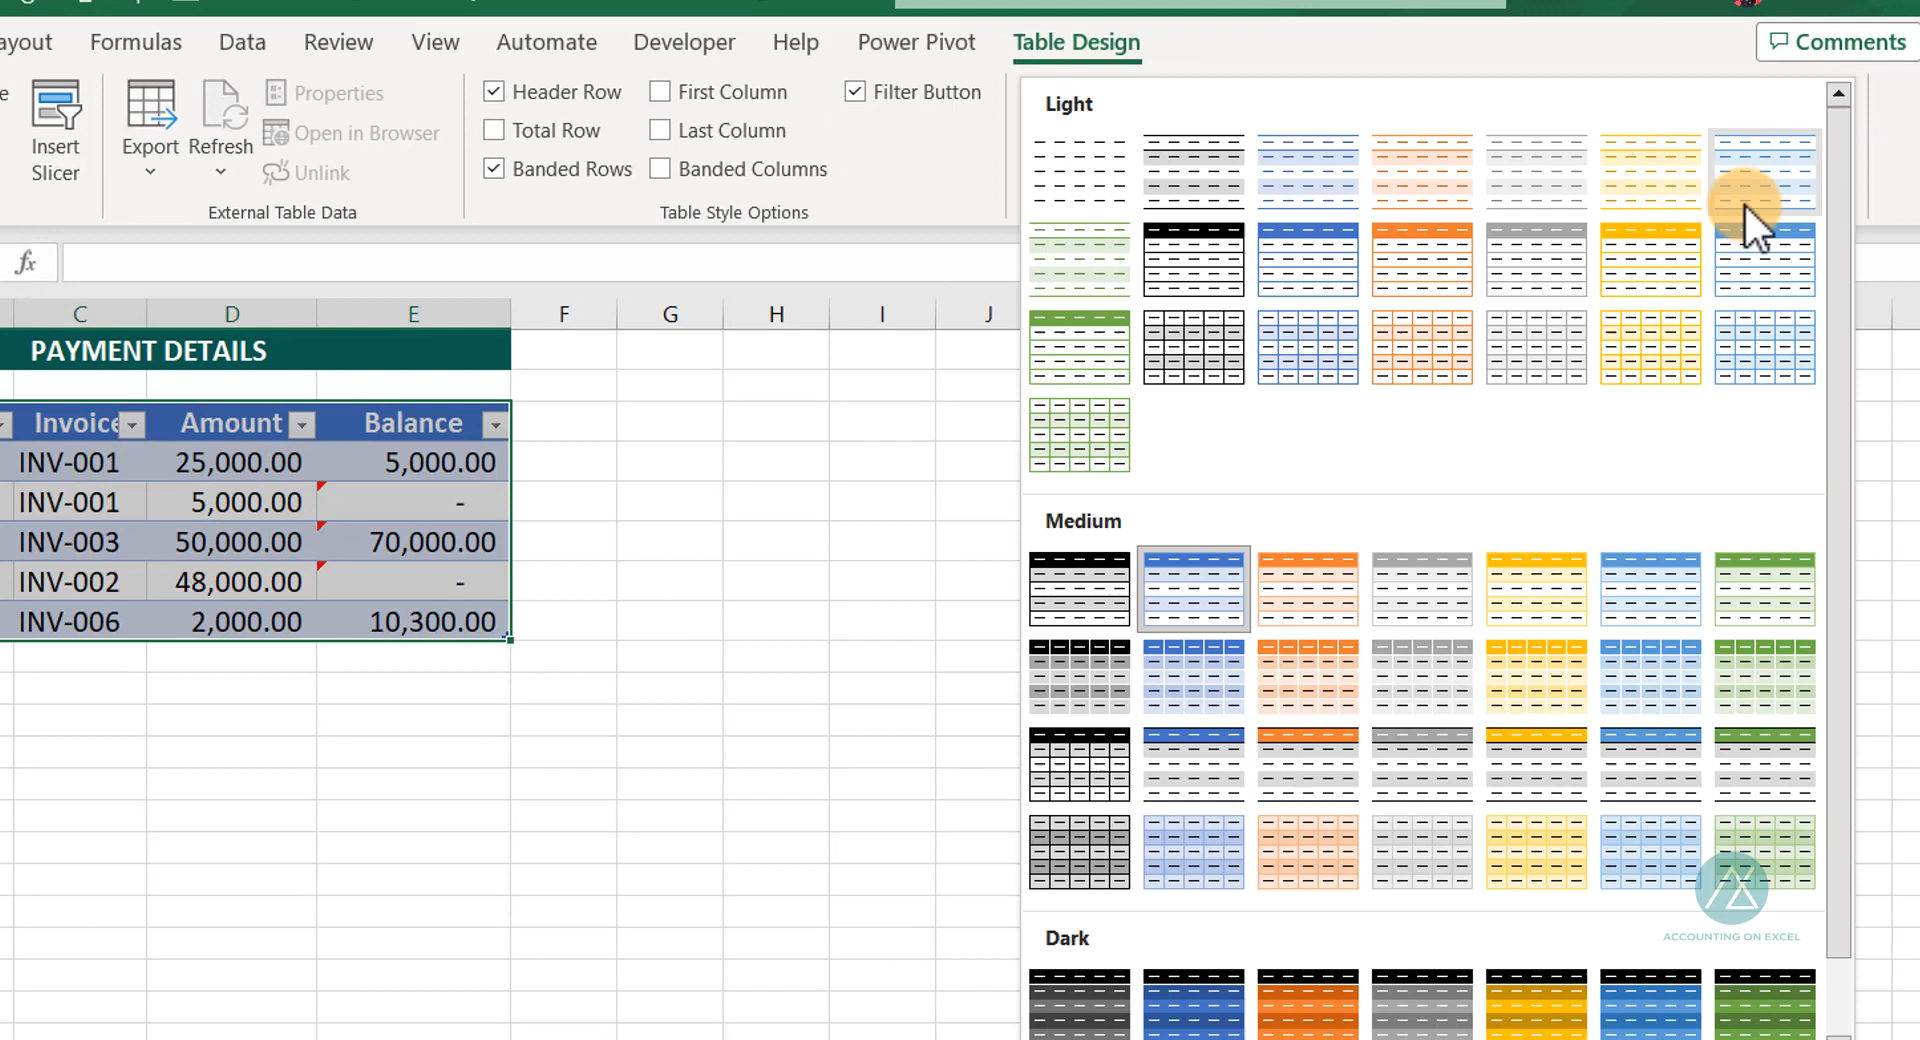 ayout Formulas Data Review View Automate Developer Help Power Pivot Table Design Comments
e Insert Slicer
Export Refresh
Properties
Open in Browser
Unlink
External Table Data
Header Row First Column Filter Button
Total Row Last Column
Banded Rows Banded Columns
Table Style Options
fx
C D E F G H I J
PAYMENT DETAILS
Invoice Amount Balance
INV-001 25,000.00 5,000.00
INV-001 5,000.00 -
INV-003 50,000.00 70,000.00
INV-002 48,000.00 -
INV-006 2,000.00 10,300.00
Light
Medium
Dark
ACCOUNTING ON EXCEL